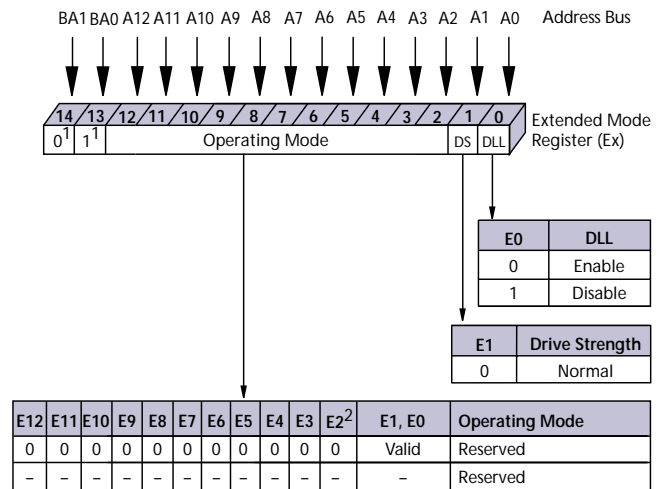 BA1 BA0 A12 A11 A10 A9 A8 A7 A6 A5 A4 A3 A2 A1 A0 Address Bus
14 13 12 11 10 9 8 7 6 5 4 3 2 1 0
Extended Mode
Register (Ex)
0¹ 1¹ Operating Mode DS DLL
E0 DLL
0 Enable
1 Disable
E1 Drive Strength
0 Normal
E12 E11 E10 E9 E8 E7 E6 E5 E4 E3 E2² E1, E0 Operating Mode
0 0 0 0 0 0 0 0 0 0 0 Valid Reserved
– – – – – – – – – – – – Reserved